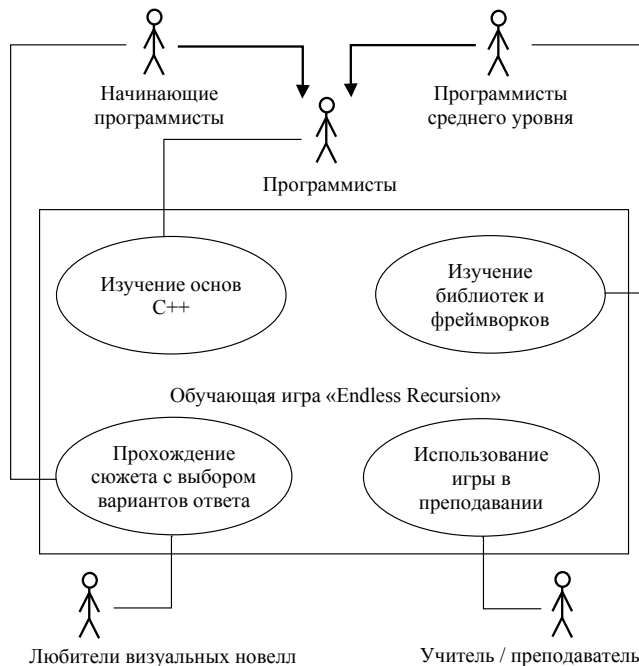 Начинающие
программисты
Программисты
среднего уровня
Программисты
Изучение основ
C++
Изучение
библиотек и
фреймворков
Обучающая игра «Endless Recursion»
Прохождение
сюжета с выбором
вариантов ответа
Использование
игры в
преподавании
Любители визуальных новелл
Учитель / преподаватель